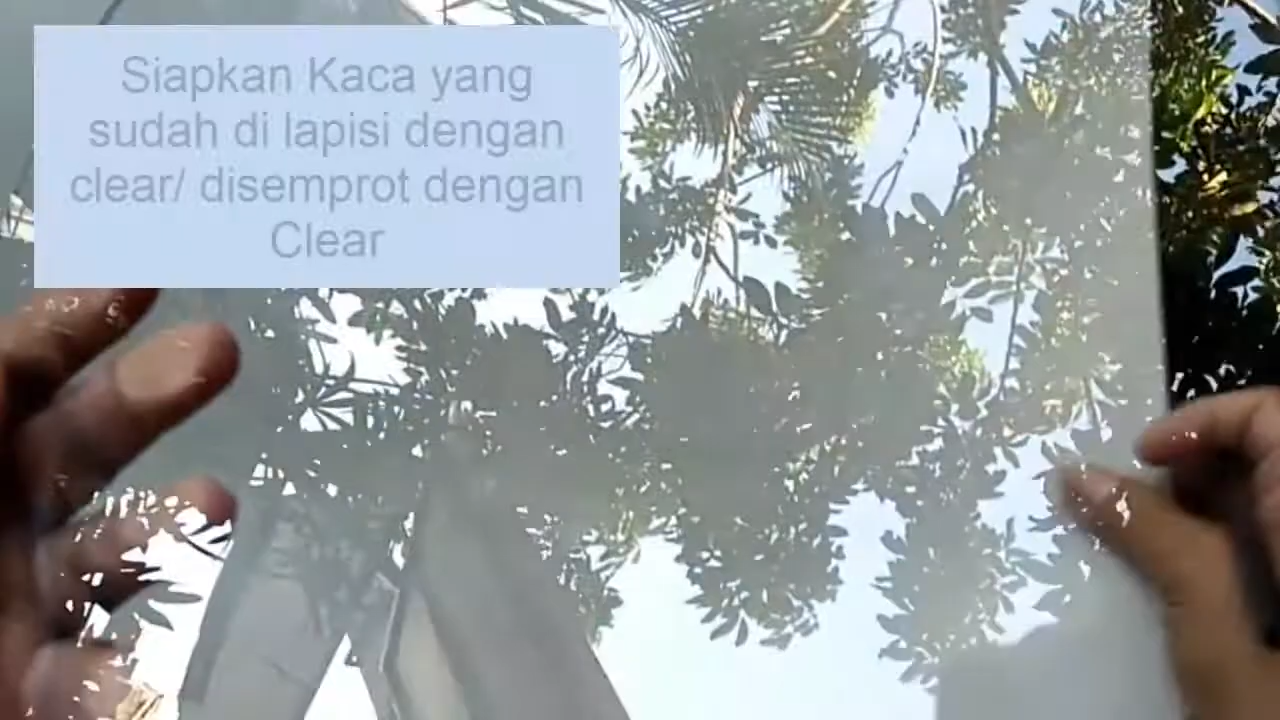 Siapkan Kaca yang
sudah di lapisi dengan
clear/ disemprot dengan
Clear